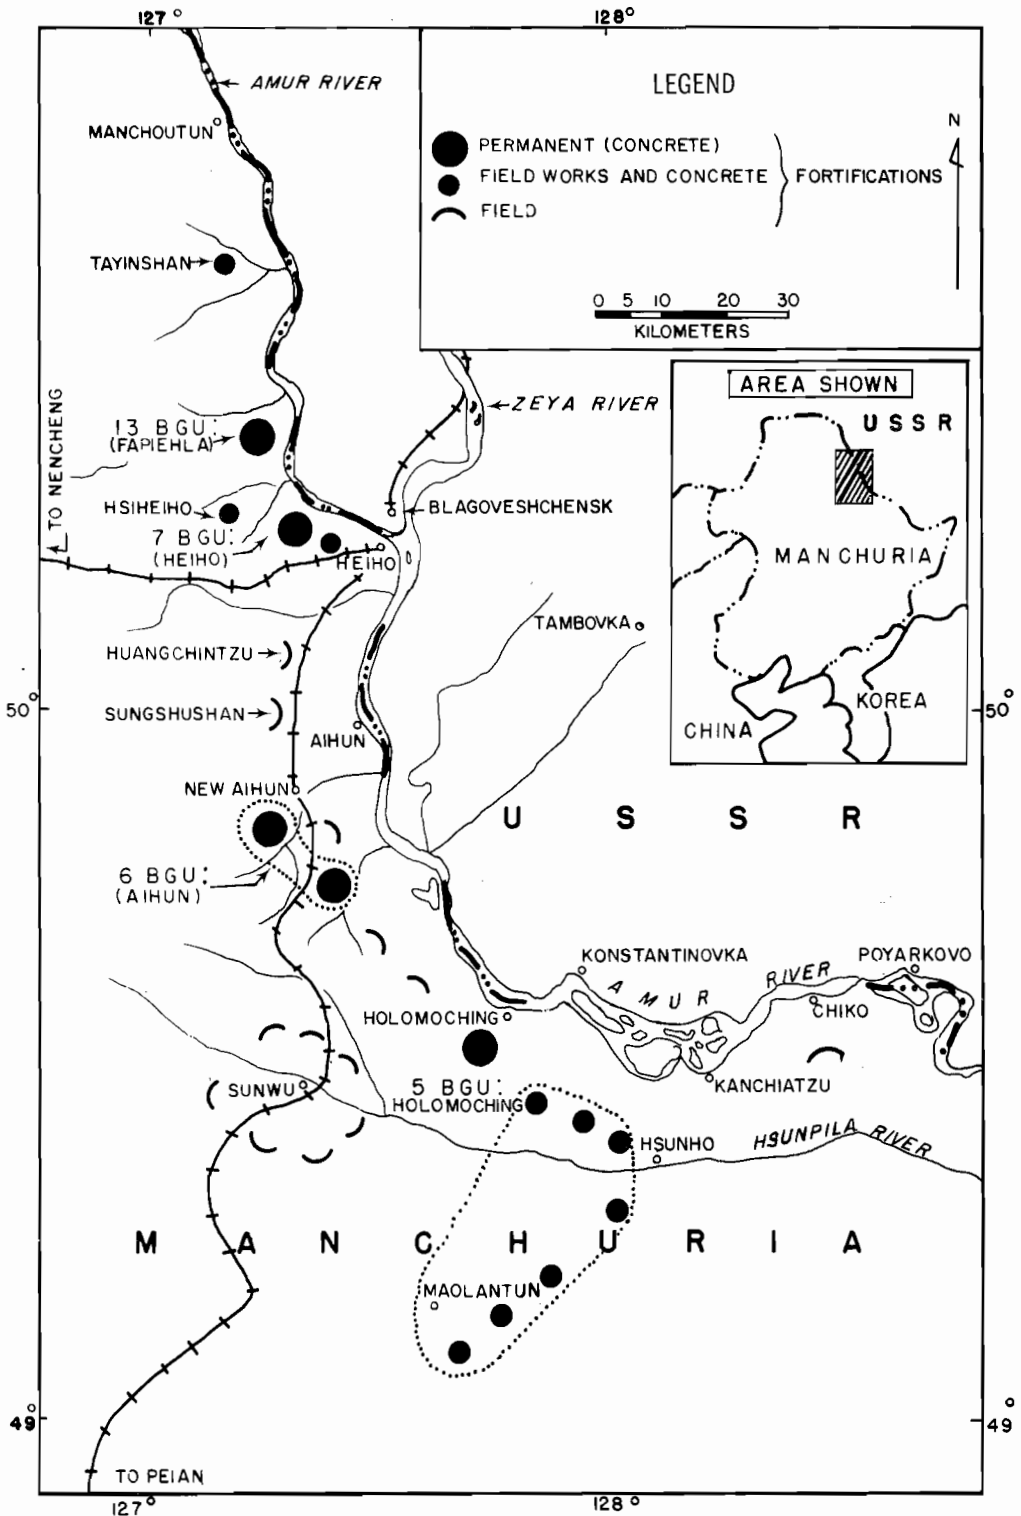 127° 128°
AMUR RIVER
MANCHOUTUN
TAYINSHAN
LEGEND
PERMANENT (CONCRETE)
FIELD WORKS AND CONCRETE
FIELD
FORTIFICATIONS
N
0 5 10 20 30
KILOMETERS
ZEYA RIVER
TO NENCHENG
13 BGU:
(FAPIEHLA)
HSIHEIHO
7 BGU:
(HEIHO)
HEIHO
BLAGOVESHCHENSK
AREA SHOWN
USSR
MANCHURIA
KOREA
CHINA
TAMBOVKA
HUANGCHINTZU
SUNGSHUSHAN
50° 50°
AIHUN
NEW AIHUN
USSR
6 BGU:
(AIHUN)
KONSTANTINOVKA
POYARKOVO
AMUR RIVER
CHIKO
HOLOMOCHING
KANCHIATZU
SUNWU
5 BGU:
HOLOMOCHING
HSUNHO
HSUNPILA RIVER
MANCHURIA
MAOLANTUN
49° 49°
TO PEIAN
127° 128°